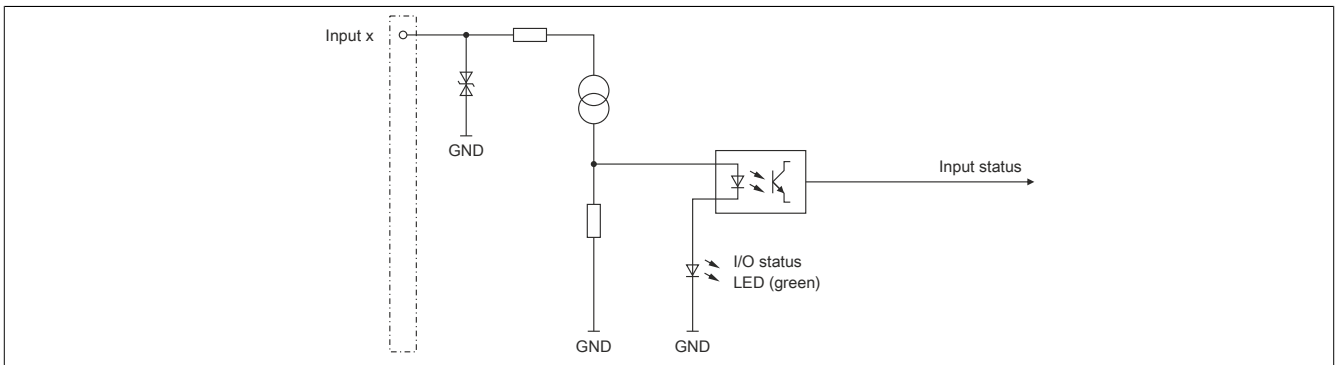 Input x
GND
Input status
I/O status
LED (green)
GND
GND